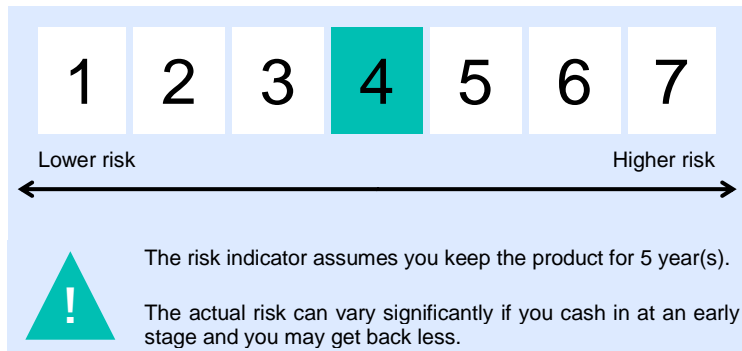 1 2 3 4 5 6 7
Lower risk Higher risk
The risk indicator assumes you keep the product for 5 year(s).
!
The actual risk can vary significantly if you cash in at an early
stage and you may get back less.